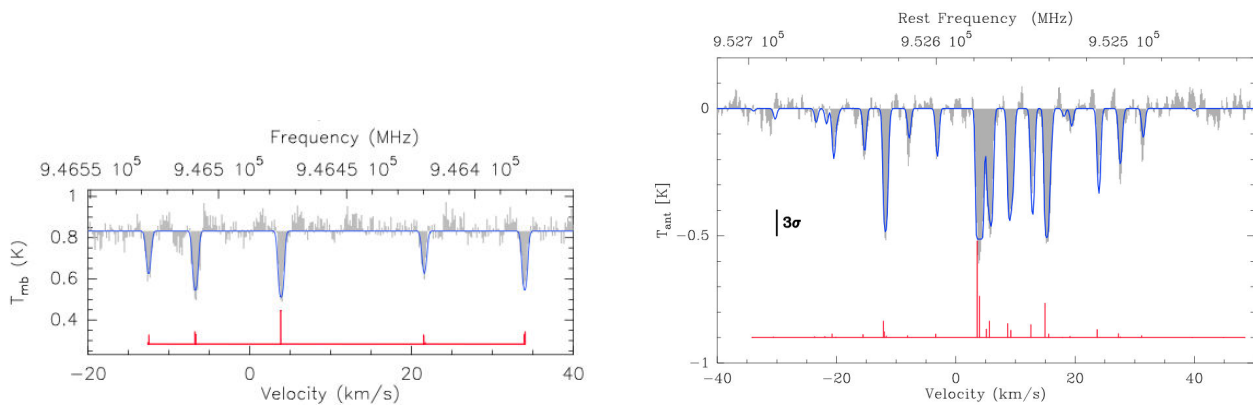 Frequency (MHz)
9.4655 10⁵ 9.465 10⁵ 9.4645 10⁵ 9.464 10⁵
1
0.8
0.6
0.4
T_mb (K)
−20 0 20 40
Velocity (km/s)
Rest Frequency (MHz)
9.527 10⁵ 9.526 10⁵ 9.525 10⁵
0
−0.5
−1
T_ant [K]
3σ
−40 −20 0 20 40
Velocity (km/s)